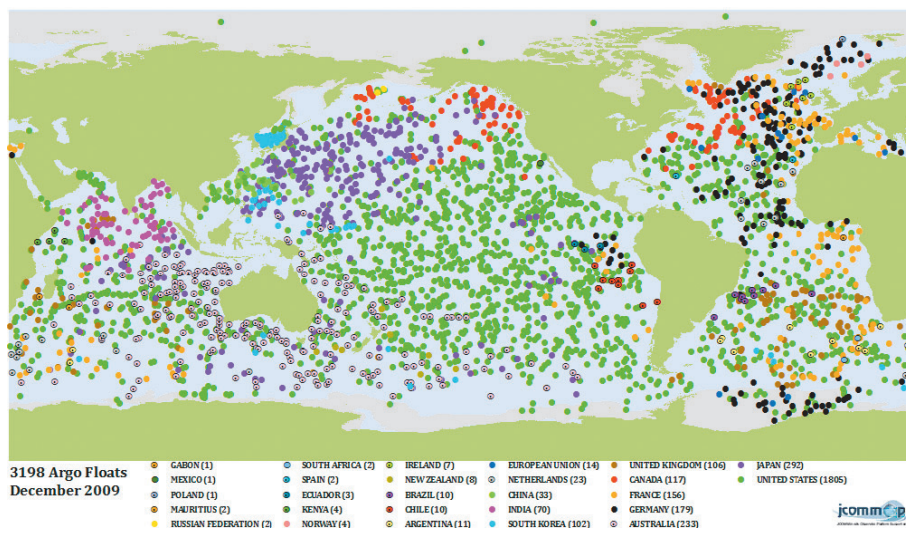 3198 Argo Floats
December 2009
GABON (1)
MEXICO (1)
POLAND (1)
MAURITIUS (2)
RUSSIAN FEDERATION (2)
SOUTH AFRICA (2)
SPAIN (2)
ECUADOR (3)
KENYA (4)
NORWAY (4)
IRELAND (7)
NEW ZEALAND (8)
BRAZIL (10)
CHILE (10)
ARGENTINA (11)
EUROPEAN UNION (14)
NETHERLANDS (23)
CHINA (33)
INDIA (70)
SOUTH KOREA (102)
UNITED KINGDOM (106)
CANADA (117)
FRANCE (156)
GERMANY (179)
AUSTRALIA (233)
JAPAN (292)
UNITED STATES (1805)
jcommops